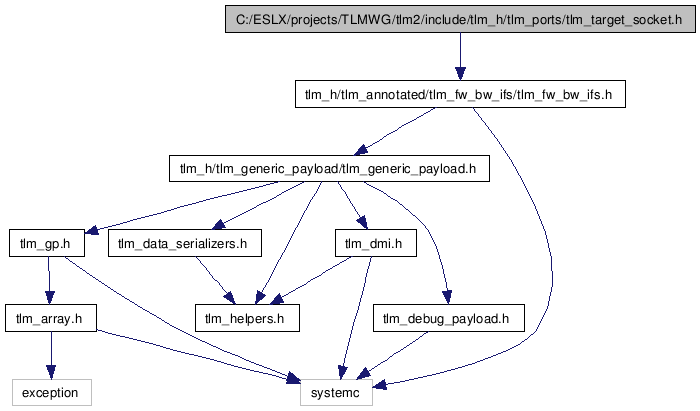 C:/ESLX/projects/TLMWG/tlm2/include/tlm_h/tlm_ports/tlm_target_socket.h
tlm_h/tlm_annotated/tlm_fw_bw_ifs/tlm_fw_bw_ifs.h
tlm_h/tlm_generic_payload/tlm_generic_payload.h
tlm_gp.h
tlm_data_serializers.h
tlm_dmi.h
tlm_array.h
tlm_helpers.h
tlm_debug_payload.h
exception
systemc